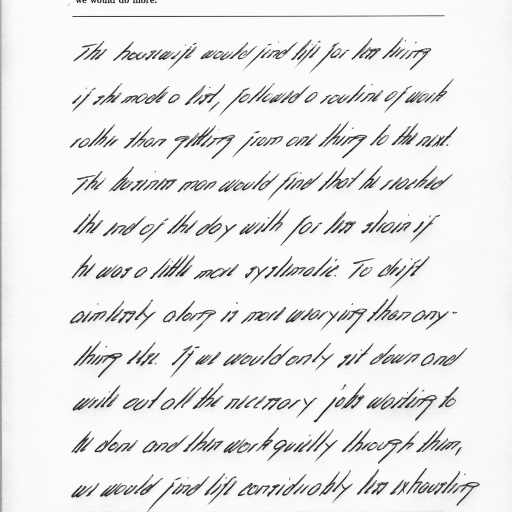 we would do more.
The housewife would find life far less tiring
if she made a list, followed a routine of work
rather than getting from one thing to the next.
The business man would find that he reached
the end of the day with far less strain if
he was a little more systematic. To drift
aimlessly along is more wearying than any-
thing else. If we would only sit down and
write out all the necessary jobs waiting to
be done and then work quietly through them,
we would find life considerably less exhausting